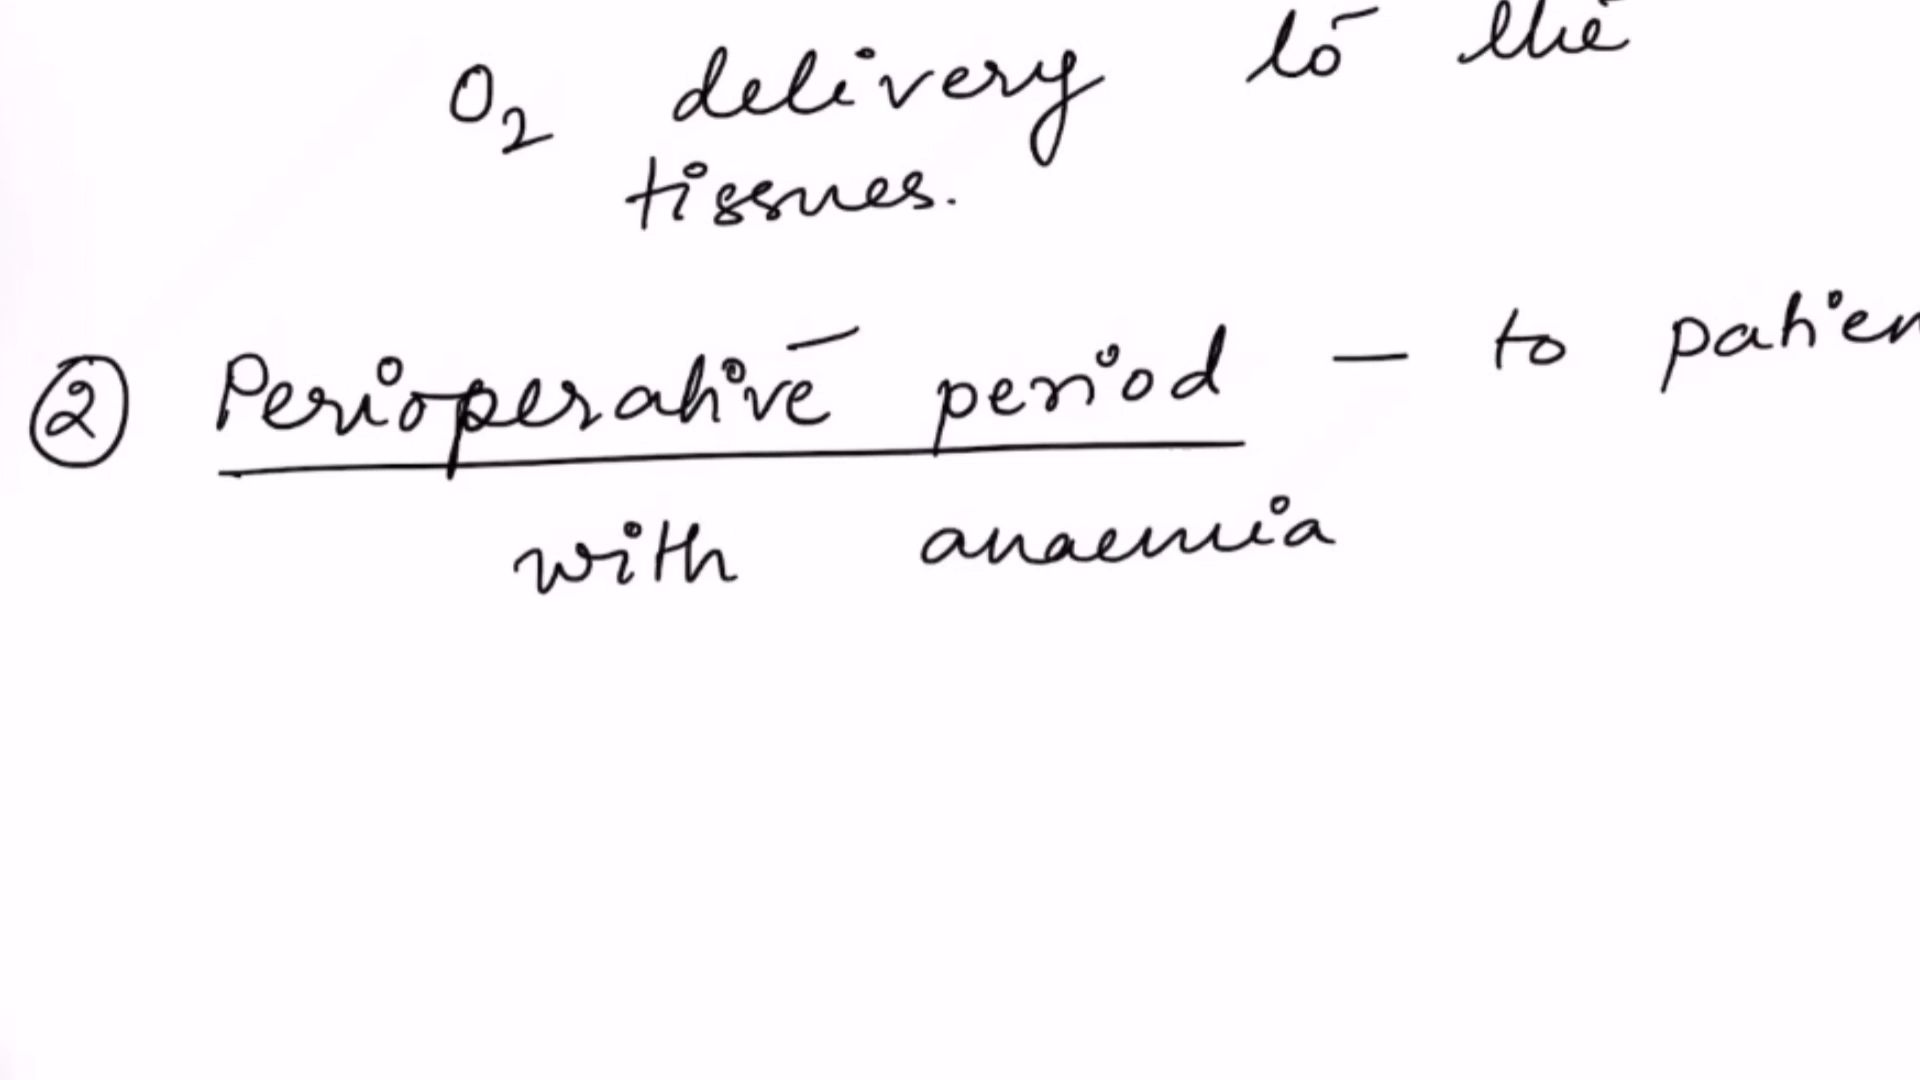 O₂ delivery to the
tissues.
② Perioperative period – to patien
with anaemia